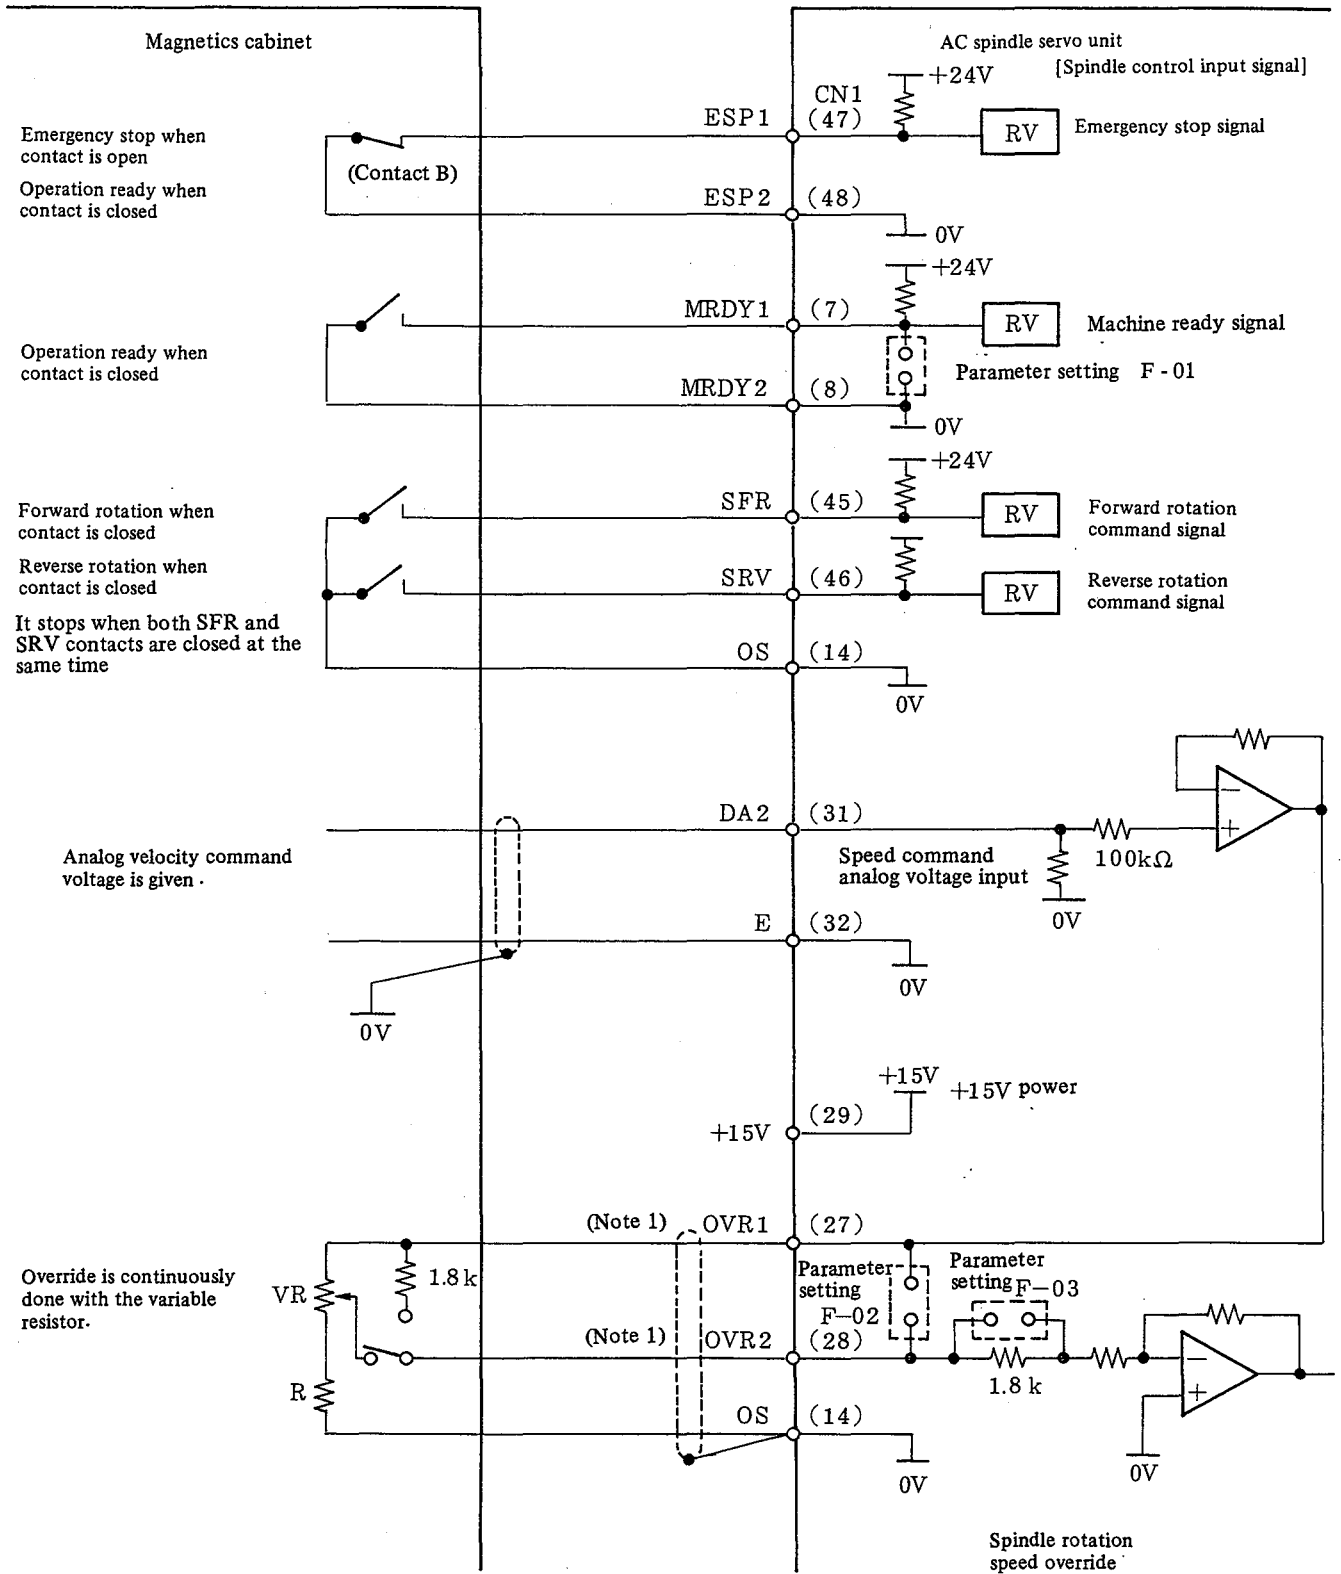 Magnetics cabinet
AC spindle servo unit
[Spindle control input signal]
+24V
CN1
ESP1
(47)
RV
Emergency stop signal
Emergency stop when
contact is open
(Contact B)
Operation ready when
contact is closed
ESP2
(48)
0V
+24V
MRDY1
(7)
RV
Machine ready signal
Operation ready when
contact is closed
Parameter setting F - 01
MRDY2
(8)
0V
+24V
SFR
(45)
RV
Forward rotation
command signal
Forward rotation when
contact is closed
Reverse rotation when
contact is closed
SRV
(46)
RV
Reverse rotation
command signal
It stops when both SFR and
SRV contacts are closed at the
same time
OS
(14)
0V
DA2
(31)
−
+
100kΩ
Speed command
analog voltage input
0V
Analog velocity command
voltage is given .
E
(32)
0V
0V
+15V
+15V power
+15V
(29)
(Note 1)
OVR1
(27)
Override is continuously
done with the variable
resistor.
VR
1.8 k
Parameter
setting
F—02
Parameter
setting
F—03
(Note 1)
OVR2
(28)
1.8 k
−
+
R
OS
(14)
0V
0V
Spindle rotation
speed override